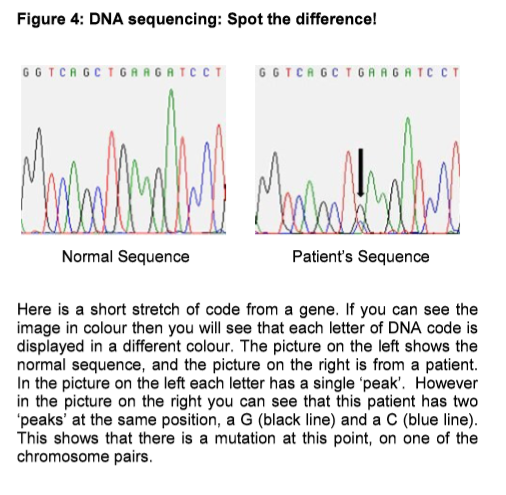 Figure 4: DNA sequencing: Spot the difference!
G G T C A G C T G A A G A T C C T
G G T C A G C T G A A G A T C C T
Normal Sequence
Patient's Sequence
Here is a short stretch of code from a gene. If you can see the
image in colour then you will see that each letter of DNA code is
displayed in a different colour. The picture on the left shows the
normal sequence, and the picture on the right is from a patient.
In the picture on the left each letter has a single 'peak'. However
in the picture on the right you can see that this patient has two
'peaks' at the same position, a G (black line) and a C (blue line).
This shows that there is a mutation at this point, on one of the
chromosome pairs.